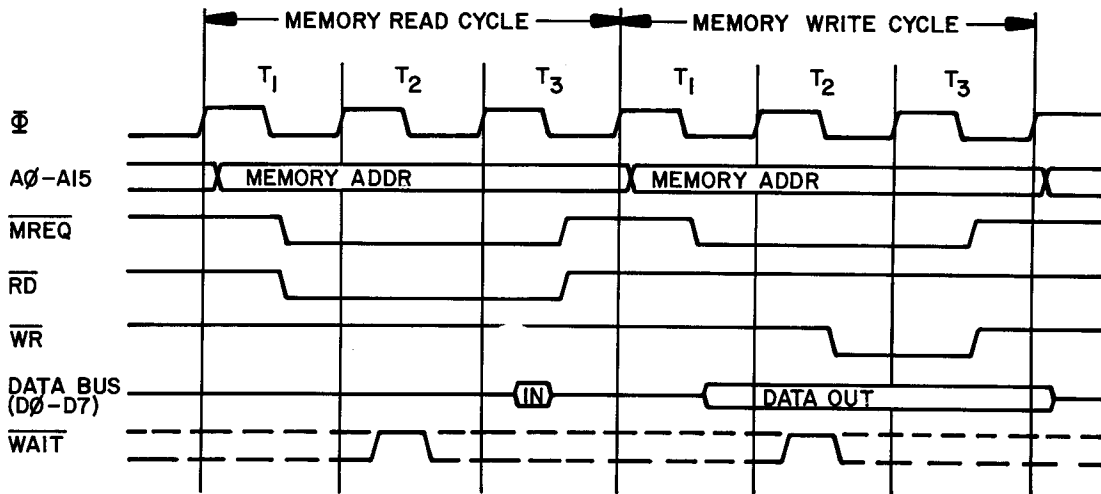 MEMORY READ CYCLE MEMORY WRITE CYCLE
T1 T2 T3 T1 T2 T3
Φ
AØ-A15 MEMORY ADDR MEMORY ADDR
MREQ
RD
WR
DATA BUS
(DØ-D7) IN DATA OUT
WAIT